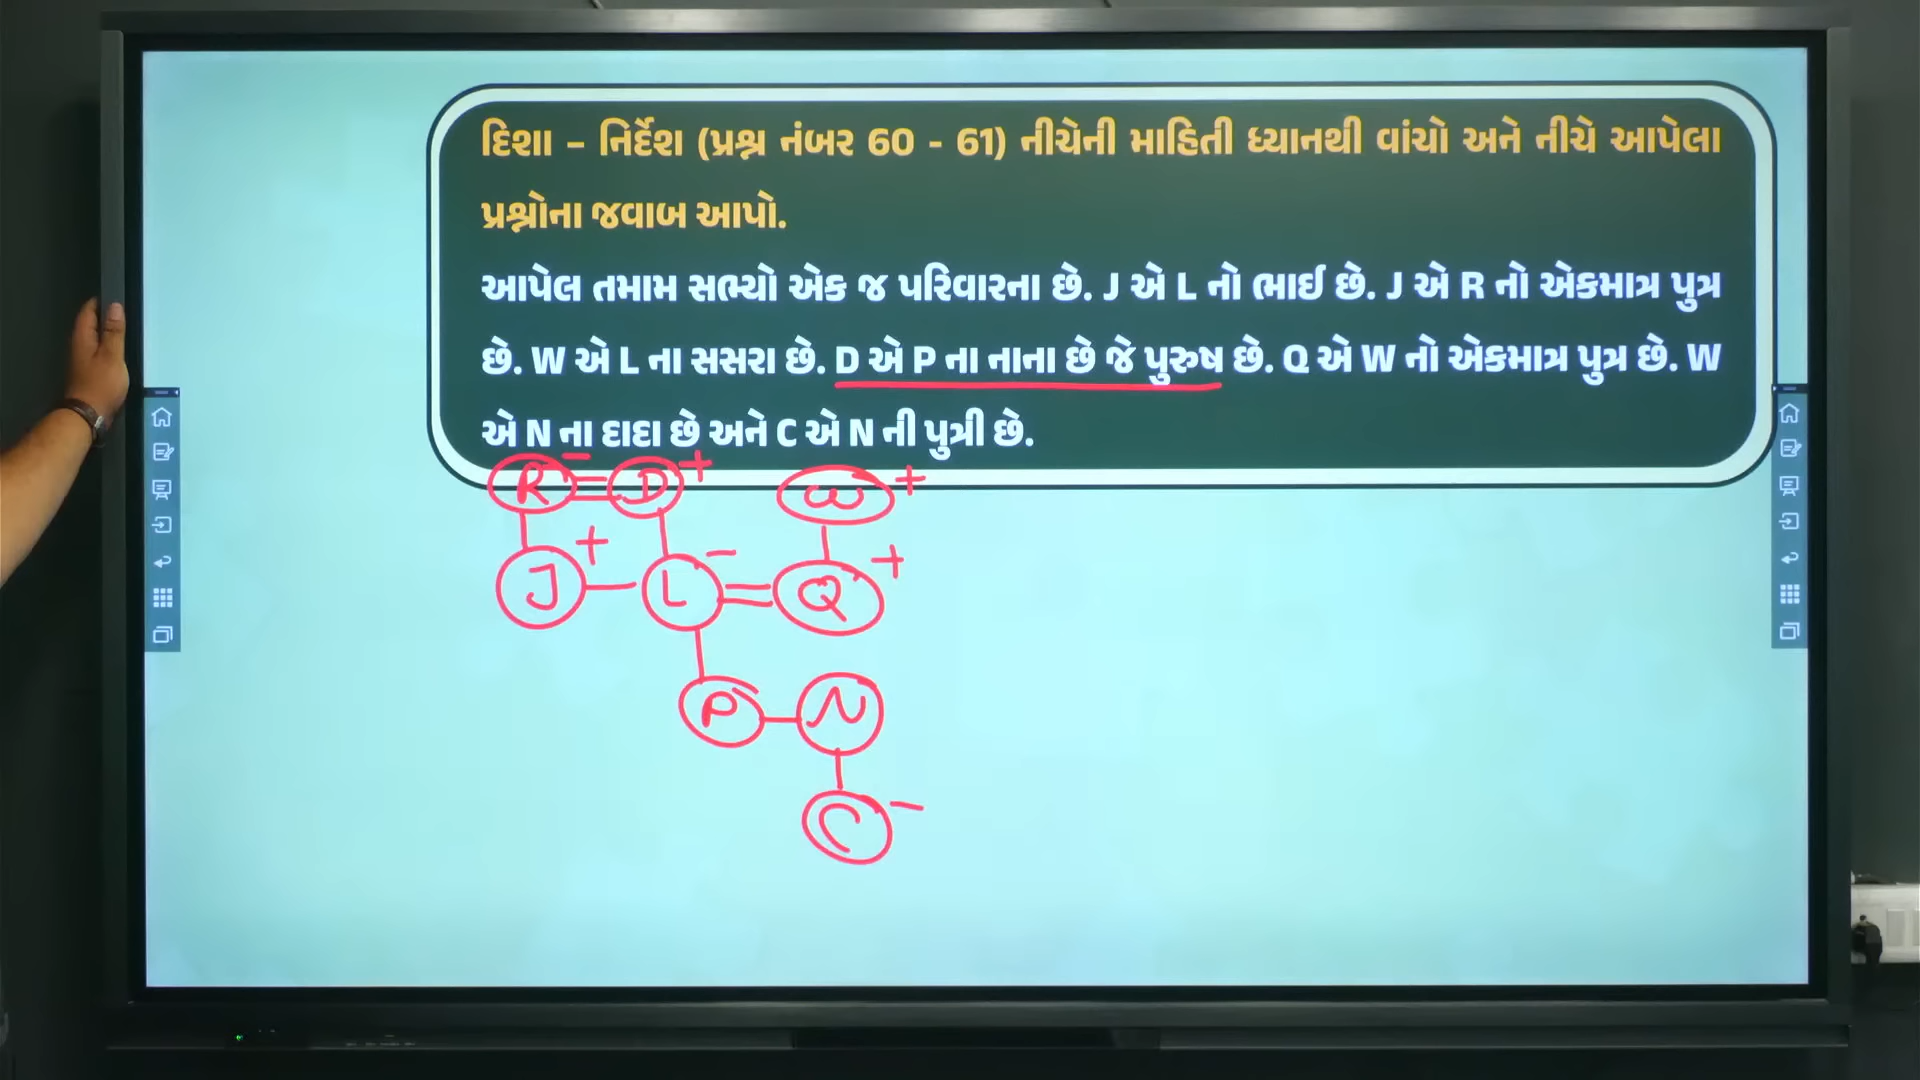 દિશા – નિર્દેશ (પ્રશ્ન નંબર 60 - 61) નીચેની માહિતી ધ્યાનથી વાંચો અને નીચે આપેલા
પ્રશ્નોના જવાબ આપો.
આપેલ તમામ સભ્યો એક જ પરિવારના છે. J એ L નો ભાઈ છે. J એ R નો એકમાત્ર પુત્ર
છે. W એ L ના સસરા છે. D એ P ના નાના છે જે પુરુષ છે. Q એ W નો એકમાત્ર પુત્ર છે. W
એ N ના દાદા છે અને C એ N ની પુત્રી છે.
R - = D + W +
J + - L - = Q +
P - N
C -